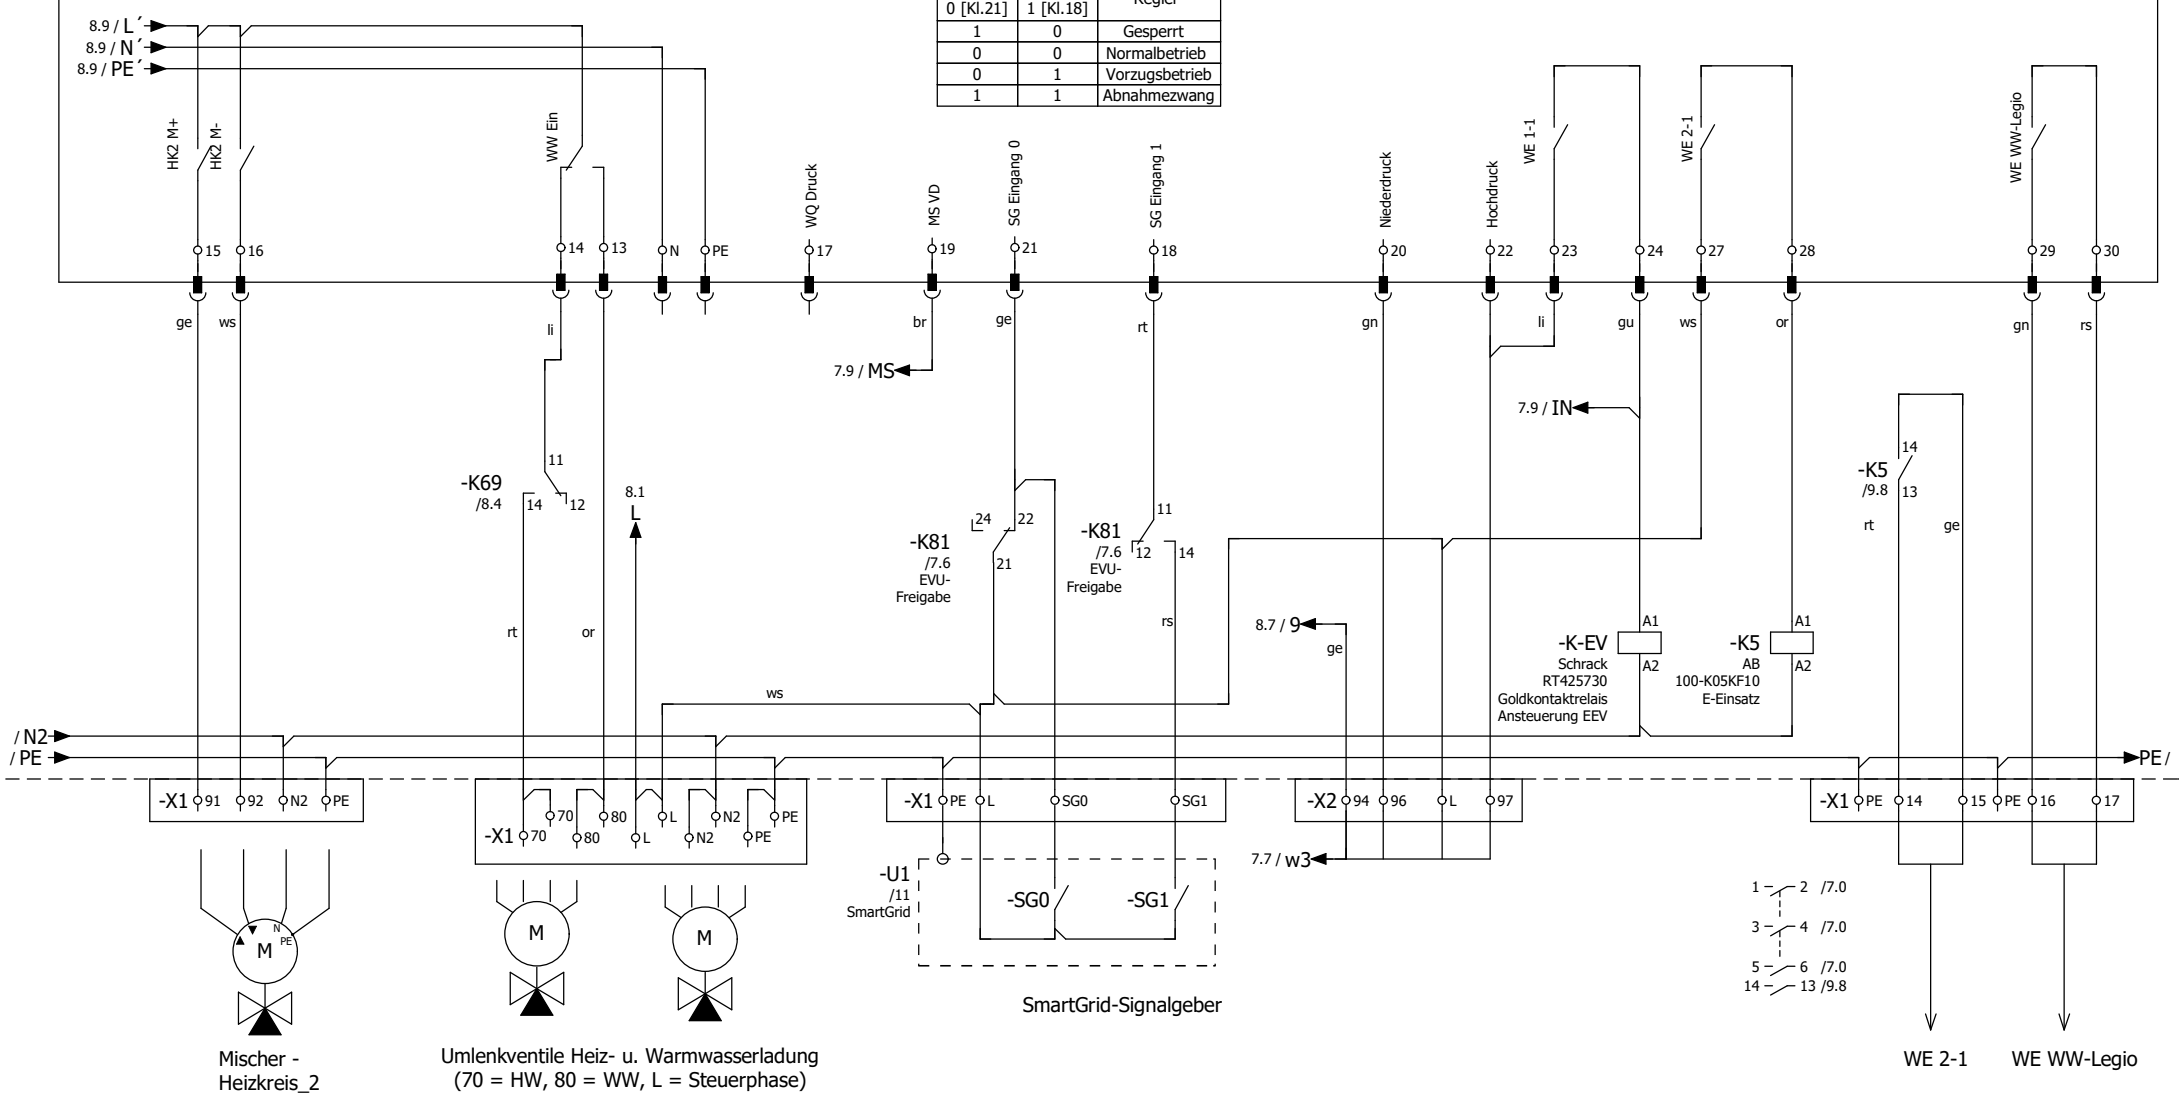 0 [Kl.21] 1 [Kl.18]
1 0 Gesperrt
0 0 Normalbetrieb
0 1 Vorzugsbetrieb
1 1 Abnahmezwang
8.9 / L´
8.9 / N´
8.9 / PE´
HK2 M+
HK2 M-
WW Ein
WQ Druck
MS VD
SG Eingang 0
SG Eingang 1
Niederdruck
Hochdruck
WE 1-1
WE 2-1
WE WW-Legio
15 16 14 13 N PE 17 19 21 18 20 22 23 24 27 28 29 30
ge ws li br ge rt gn li gu ws or gn rs
7.9 / MS
7.9 / IN
-K69
/8.4
11
14 12
8.1
L
-K81
/7.6
EVU-
Freigabe
24 22
21
-K81
/7.6
EVU-
Freigabe
11
12 14
-K5
/9.8
14
13
rt ge
rt or rs
8.7 / 9
ge
-K-EV
Schrack
RT425730
Goldkontaktrelais
Ansteuerung EEV
A1
A2
-K5
AB
100-K05KF10
E-Einsatz
A1
A2
ws
/ N2
/ PE
PE /
-X1 91 92 N2 PE
-X1 70 70 80 80 L L N2 N2 PE PE
-X1 PE L SG0 SG1
-X2 94 96 L 97
-X1 PE 14 15 PE 16 17
7.7 / w3
-U1
/11
SmartGrid
-SG0
-SG1
SmartGrid-Signalgeber
M
N
PE
M
M
1 2 /7.0
3 4 /7.0
5 6 /7.0
14 13 /9.8
Mischer -
Heizkreis_2
Umlenkventile Heiz- u. Warmwasserladung
(70 = HW, 80 = WW, L = Steuerphase)
WE 2-1
WE WW-Legio